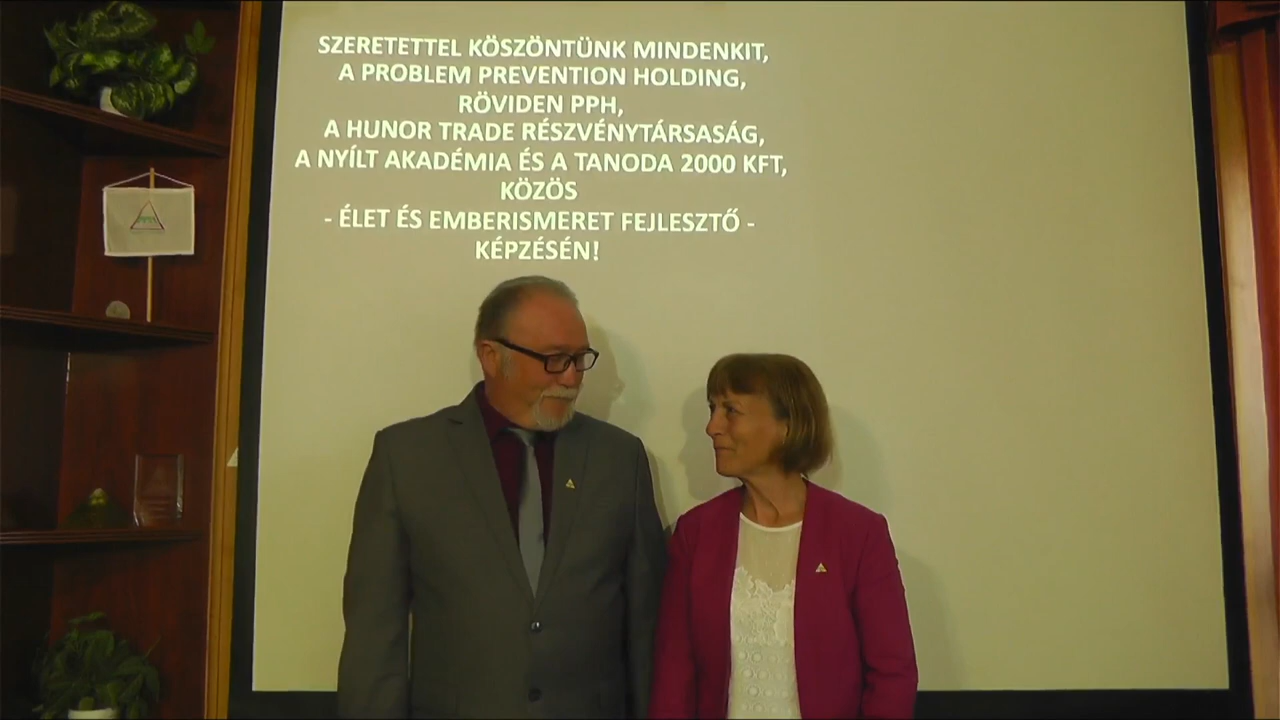 SZERETETTEL KÖSZÖNTÜNK MINDENKIT,
A PROBLEM PREVENTION HOLDING,
RÖVIDEN PPH,
A HUNOR TRADE RÉSZVÉNYTÁRSASÁG,
A NYÍLT AKADÉMIA ÉS A TANODA 2000 KFT,
KÖZÖS
- ÉLET ÉS EMBERISMERET FEJLESZTŐ -
KÉPZÉSÉN!